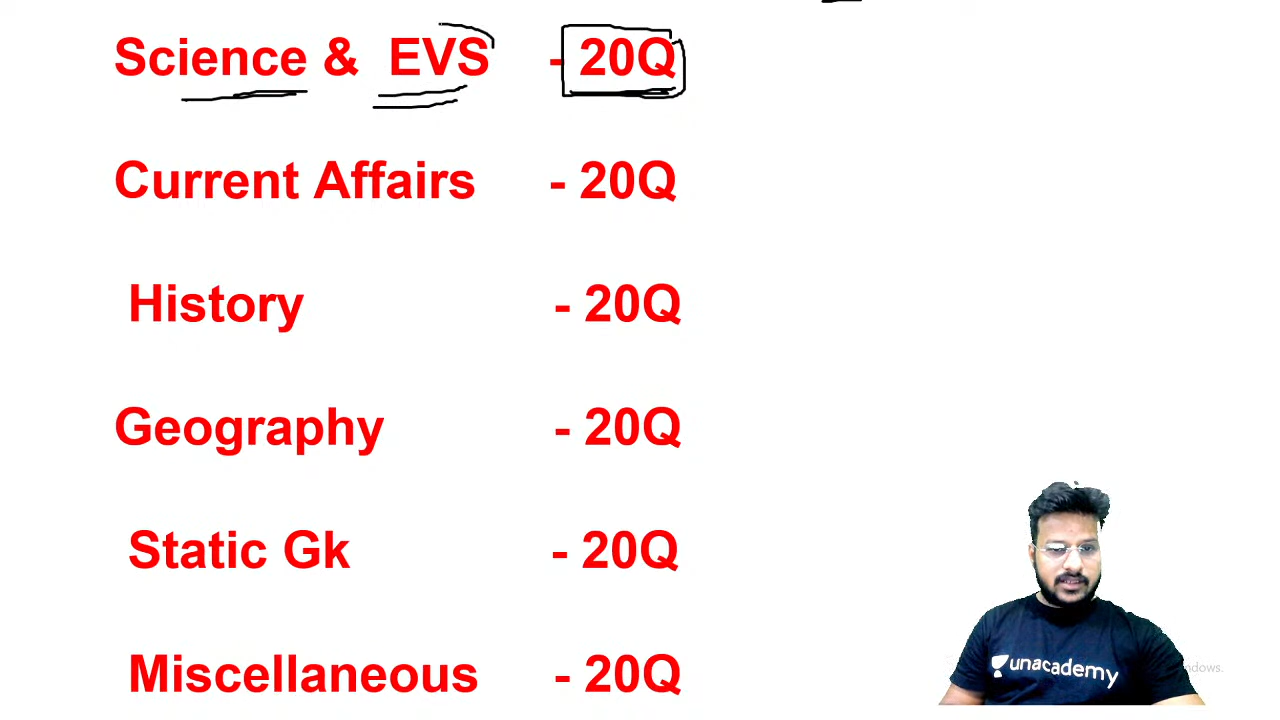 Science & EVS - 20Q
Current Affairs - 20Q
History - 20Q
Geography - 20Q
Static Gk - 20Q
Miscellaneous - 20Q
unacademy